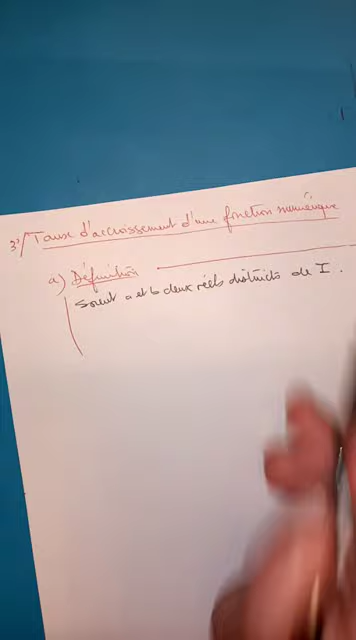 3°/ Taux d'accroissement d'une fonction numérique
a) Définition
Soient a et b deux réels distincts de I.